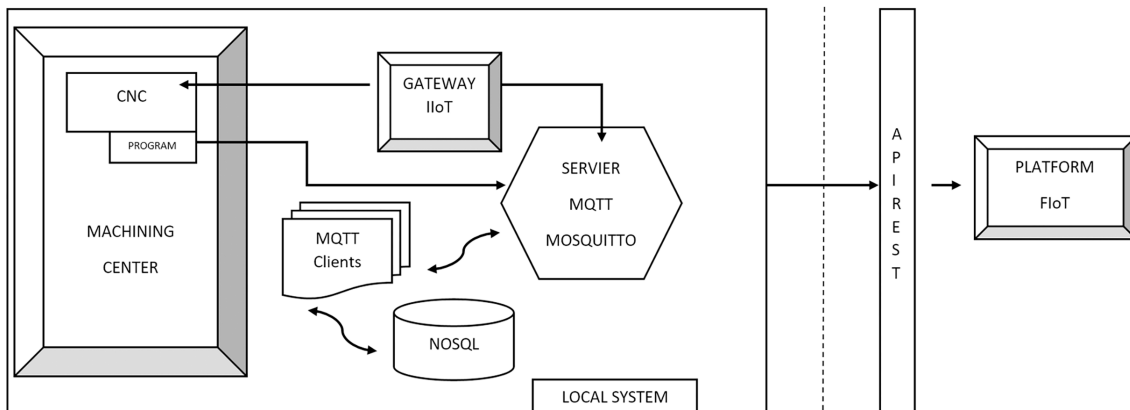 CNC
PROGRAM
MACHINING
CENTER
GATEWAY
IIoT
SERVIER
MQTT
MOSQUITTO
MQTT
Clients
NOSQL
LOCAL SYSTEM
A
P
I
R
E
S
T
PLATFORM
FIoT